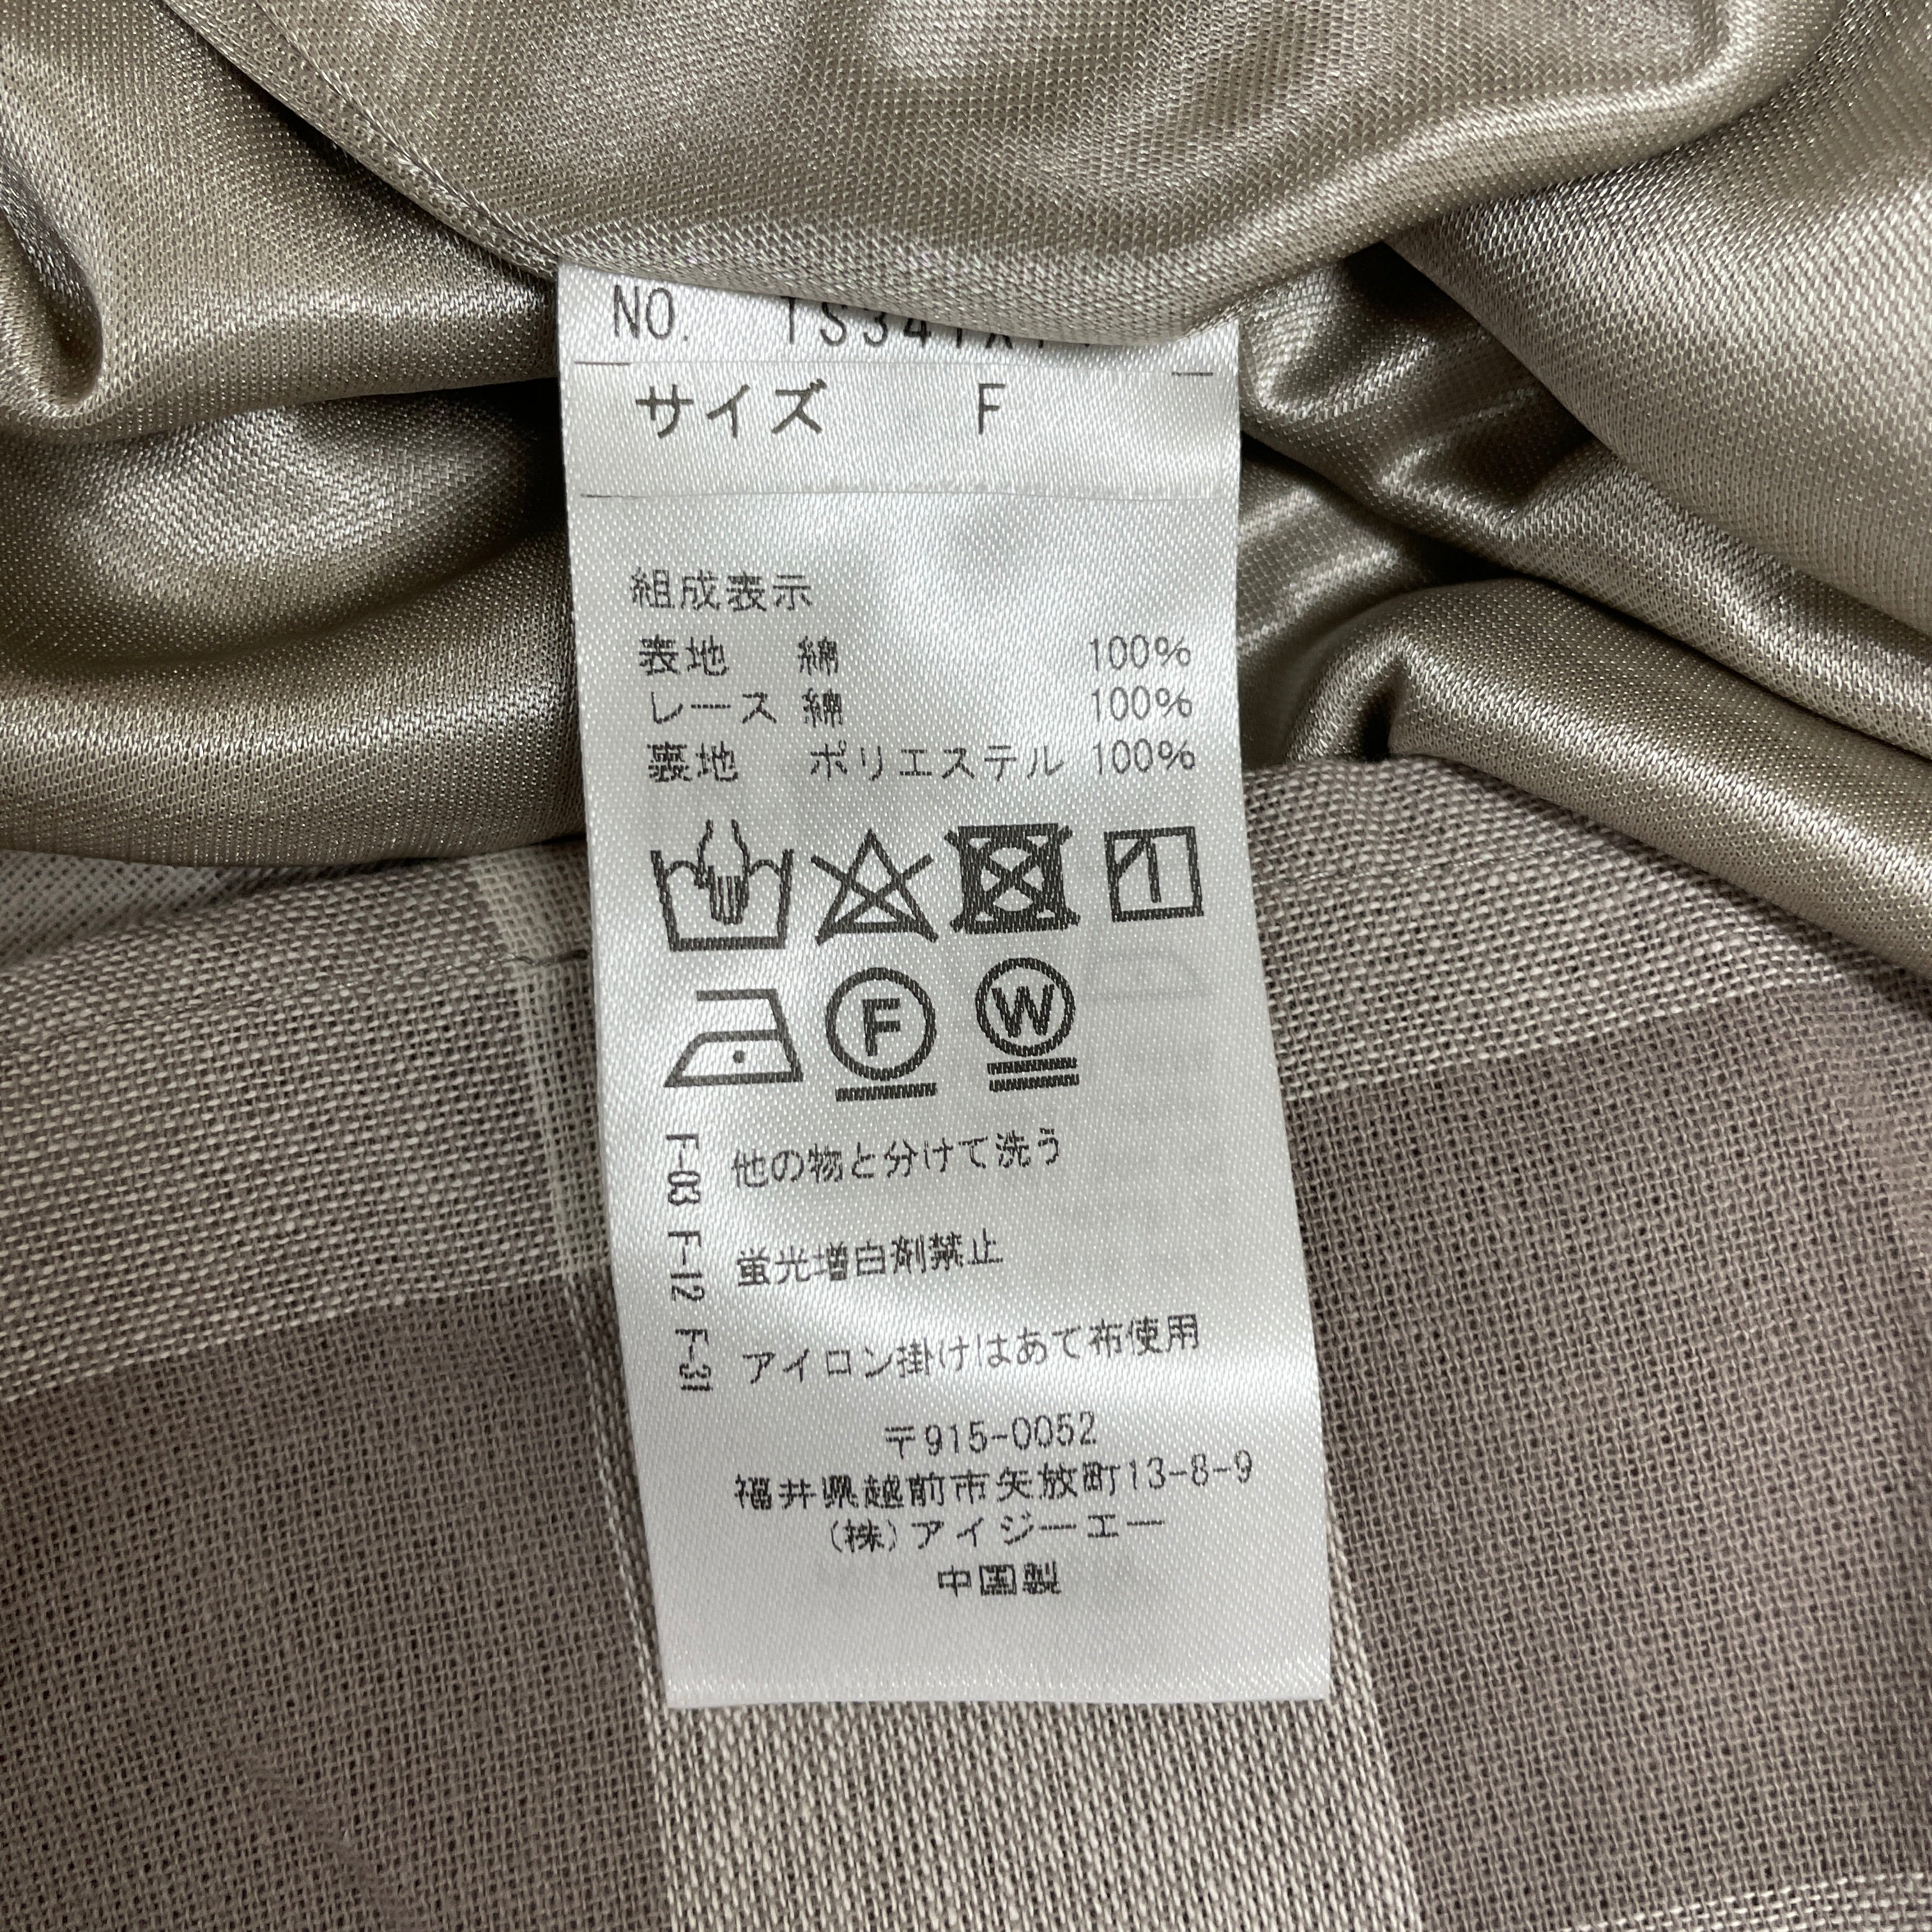 NO.
サイズ F
組成表示
表地 綿 100%
レース 綿 100%
裏地 ポリエステル 100%
1
F W
F-03 F-12 F-31
他の物と分けて洗う
蛍光増白剤禁止
アイロン掛けはあて布使用
〒915-0052
福井県越前市矢放町13-8-9
(株)アイジーエー
中国製